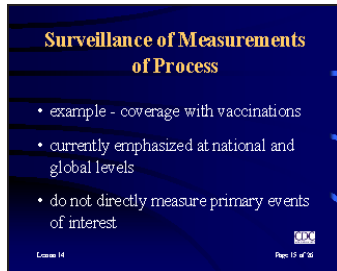 Surveillance of Measurements
of Process
• example - coverage with vaccinations
• currently emphasized at national and
global levels
• do not directly measure primary events
of interest
CDC
Lesson 14
Page 15 of 26